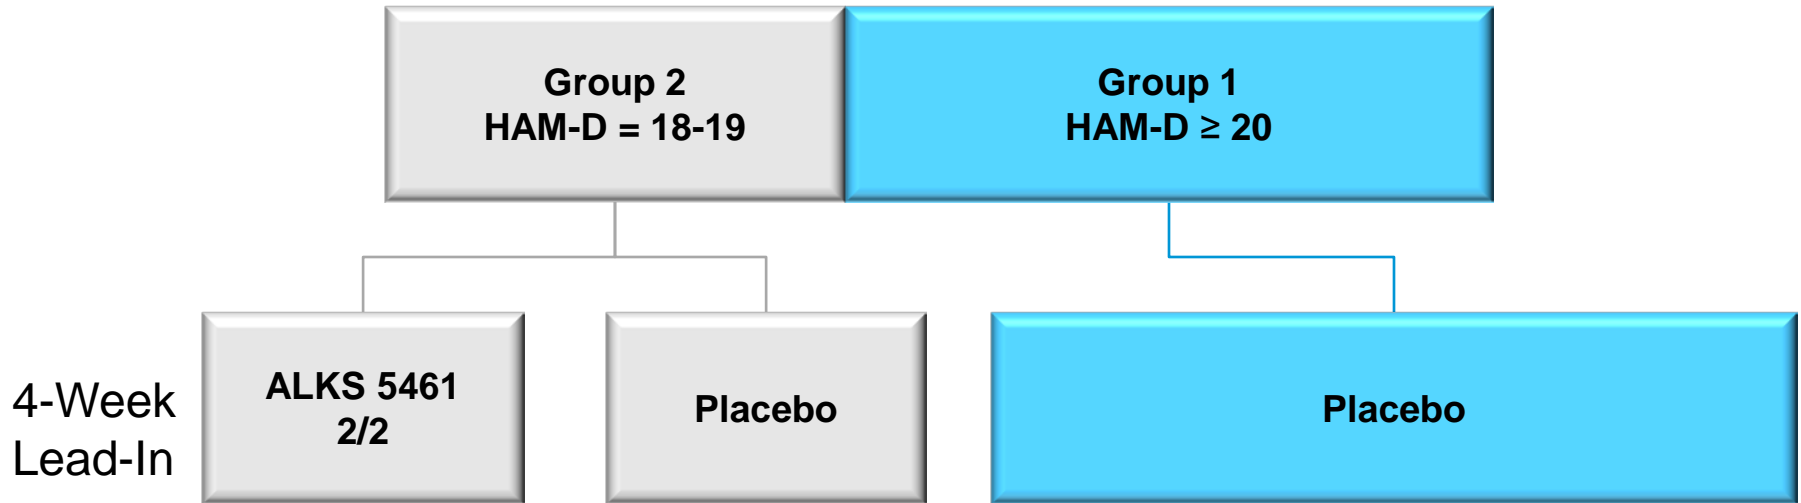 Group 2
HAM-D = 18-19
Group 1
HAM-D ≥ 20
4-Week
Lead-In
ALKS 5461
2/2
Placebo
Placebo